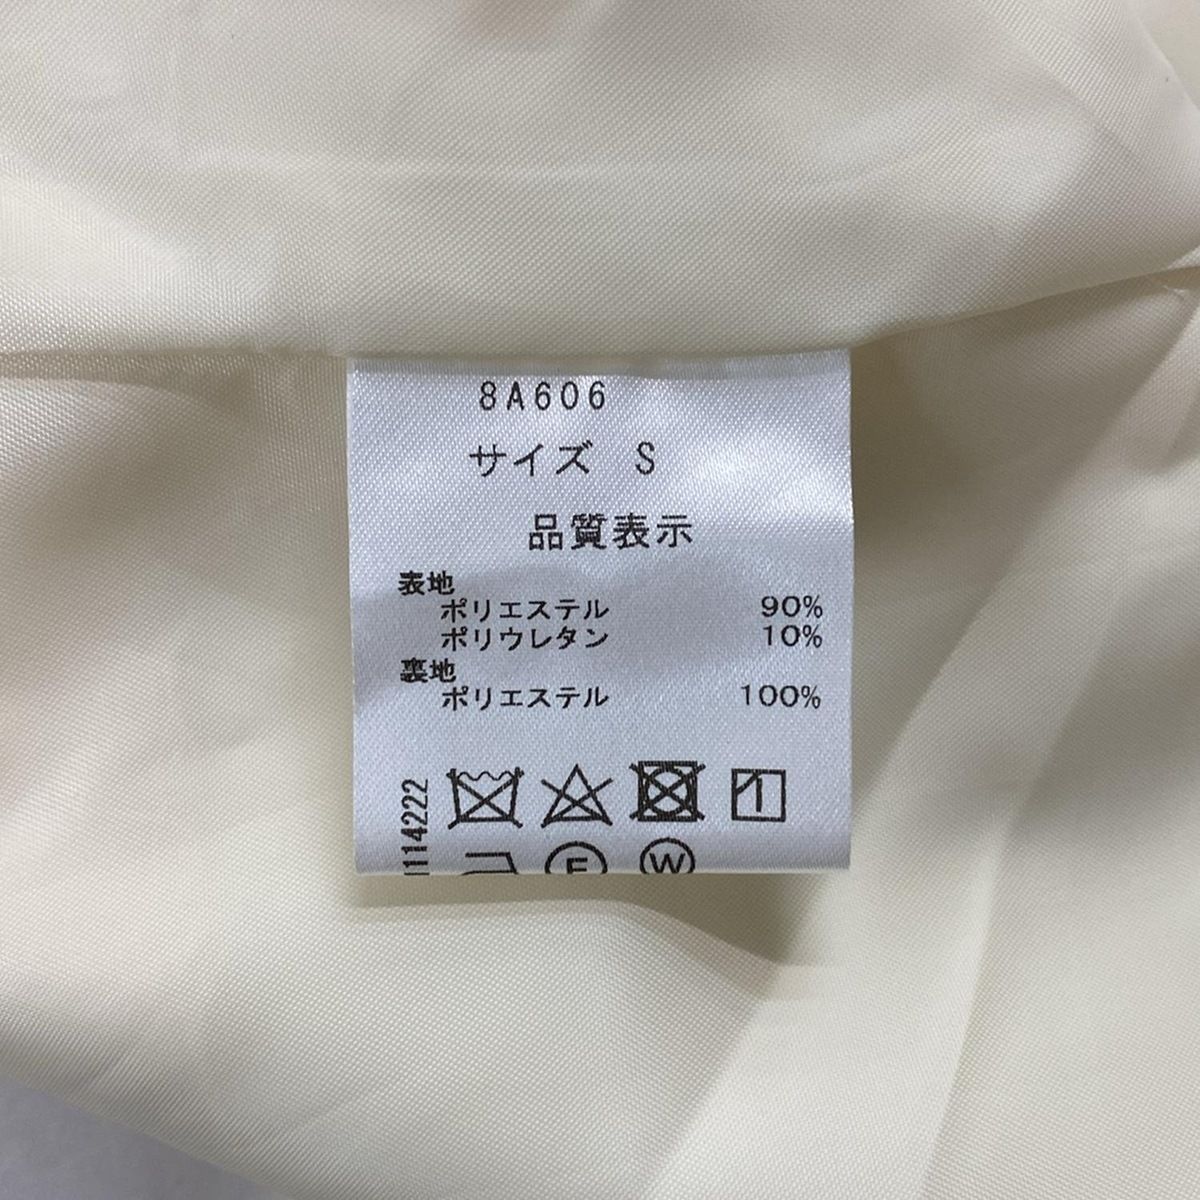 8A606
サイズ S
品質表示
表地
ポリエステル 90%
ポリウレタン 10%
裏地
ポリエステル 100%
1114222
F W